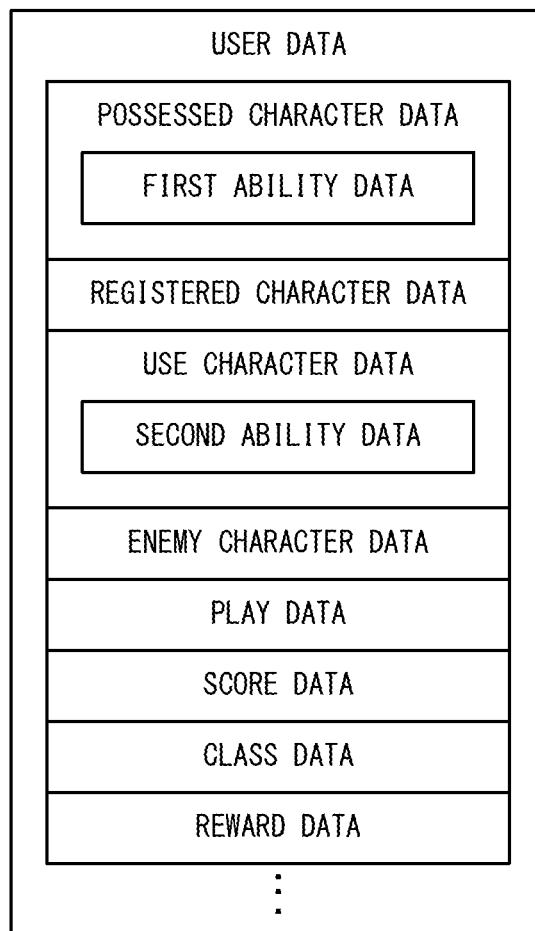 USER DATA
POSSESSED CHARACTER DATA
FIRST ABILITY DATA
REGISTERED CHARACTER DATA
USE CHARACTER DATA
SECOND ABILITY DATA
ENEMY CHARACTER DATA
PLAY DATA
SCORE DATA
CLASS DATA
REWARD DATA